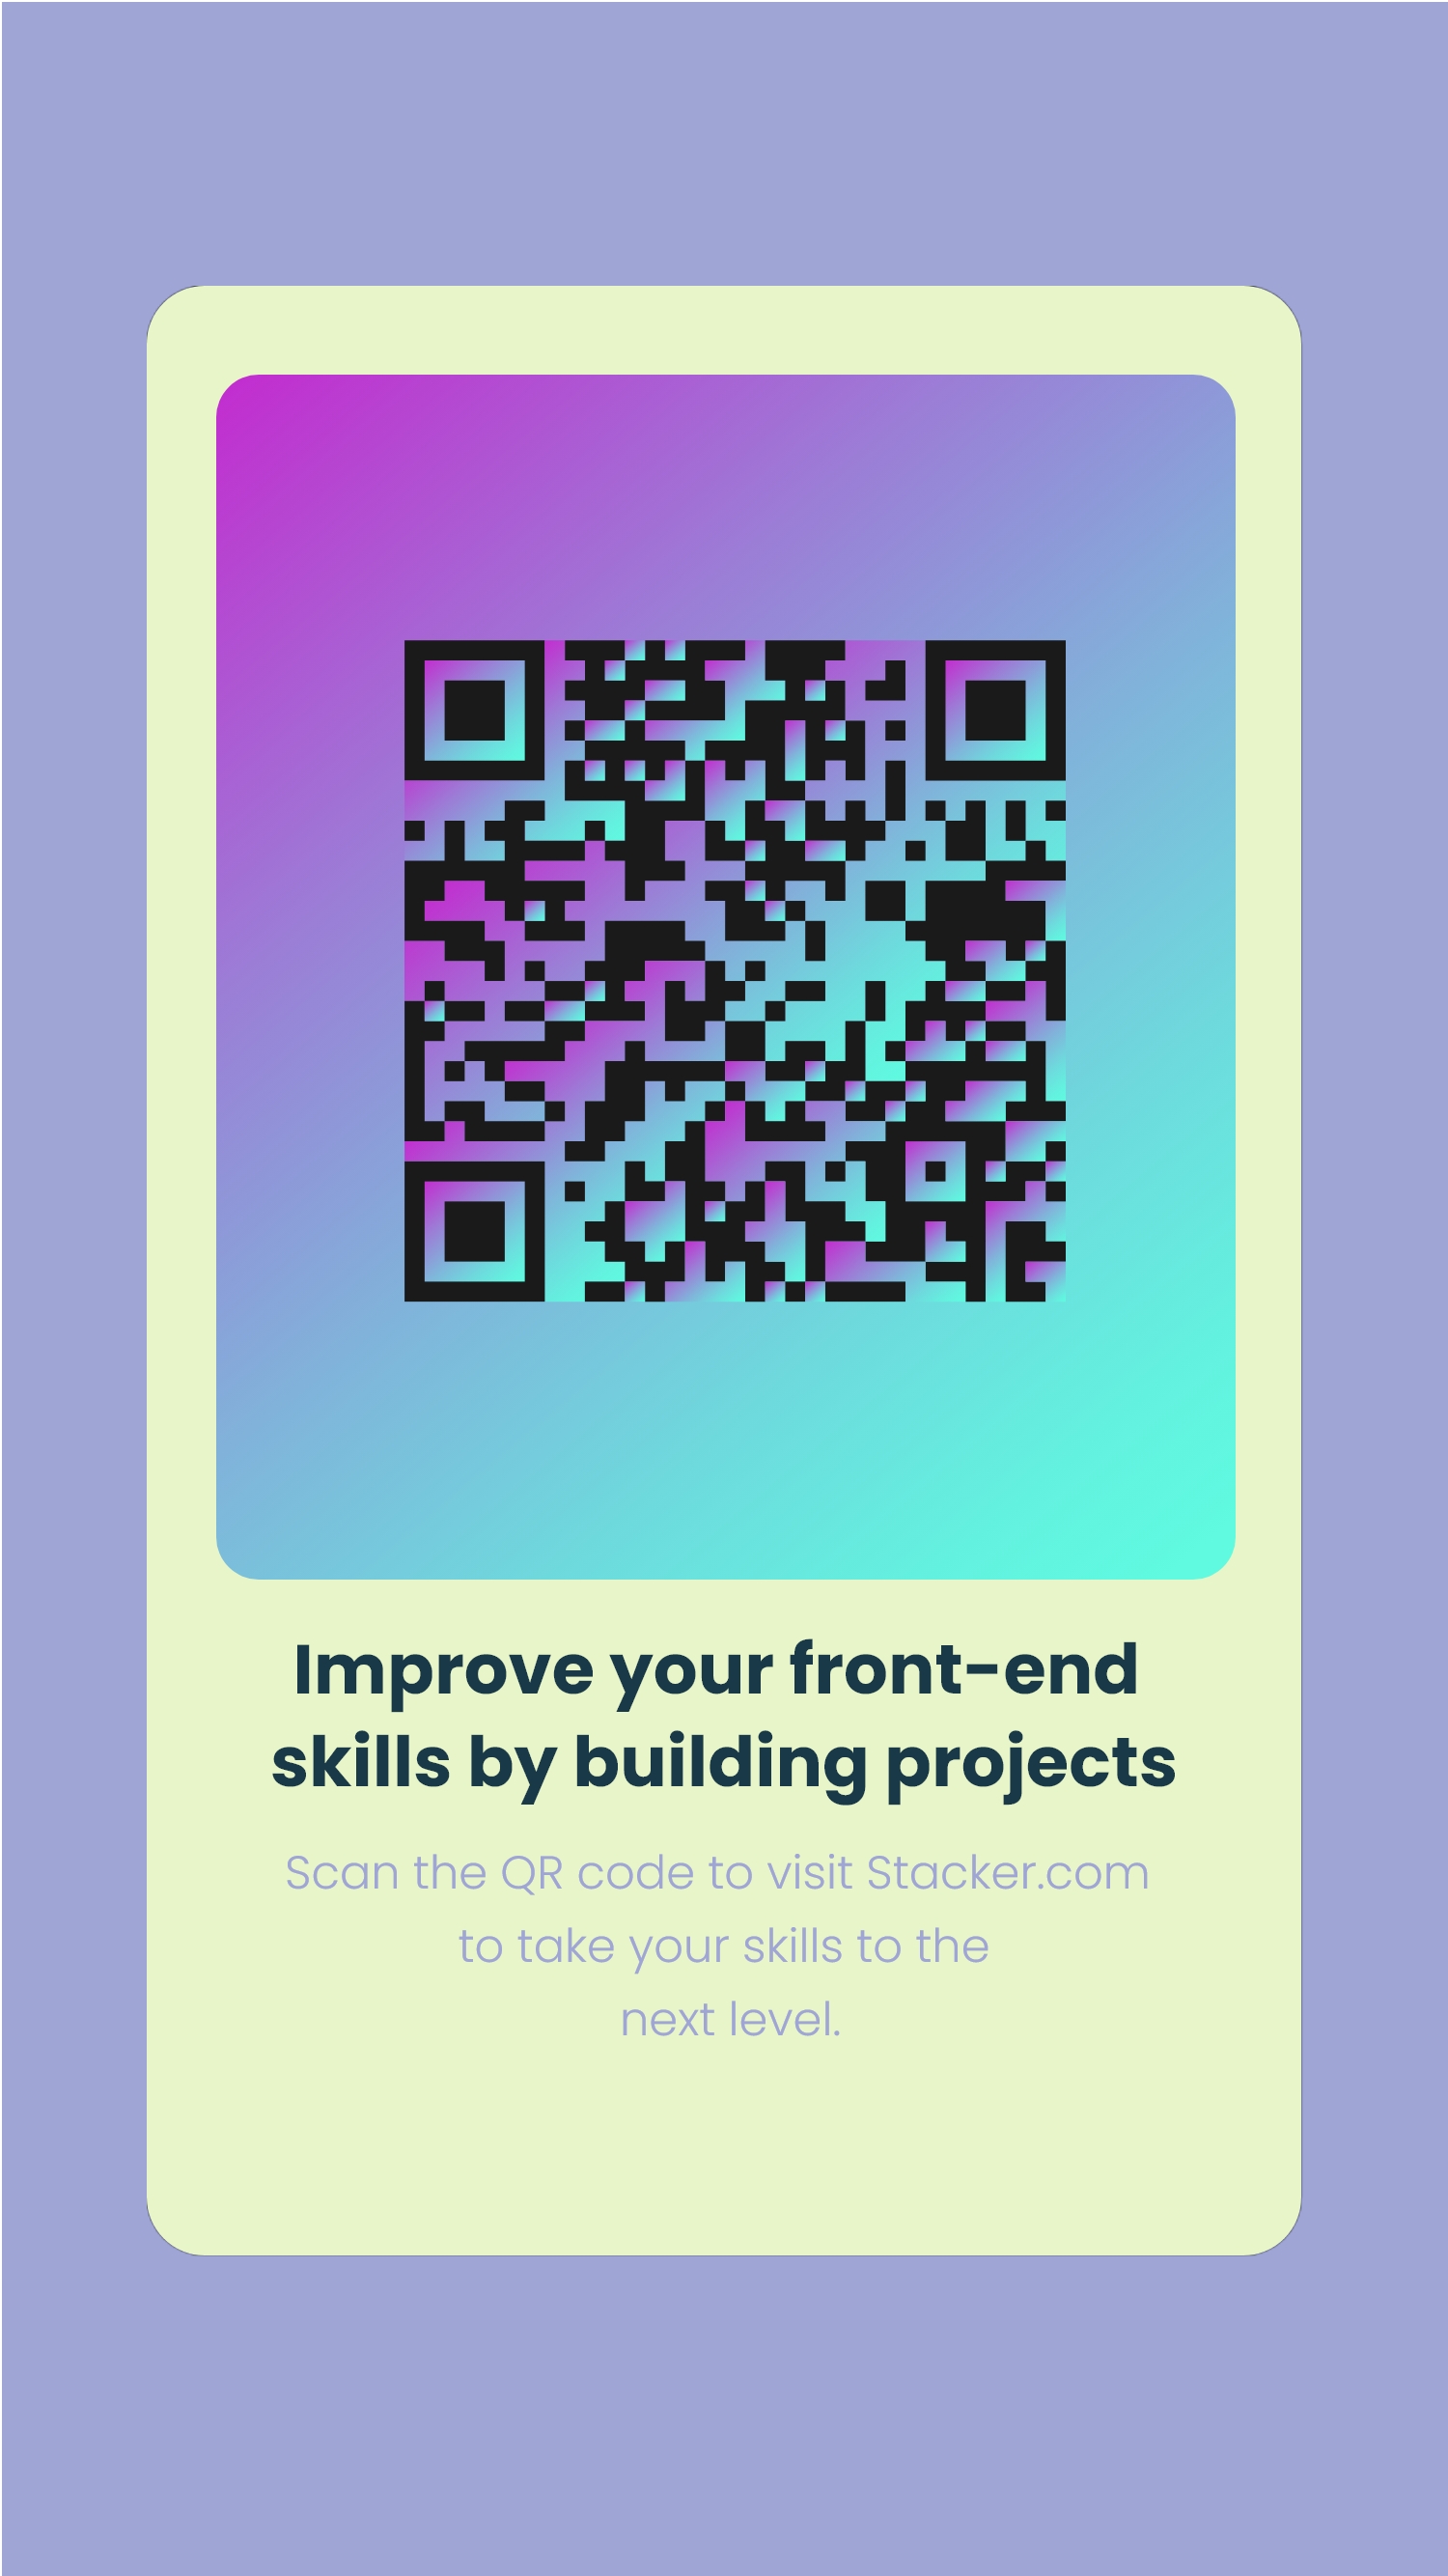 Improve your front-end
skills by building projects
Scan the QR code to visit Stacker.com
to take your skills to the
next level.